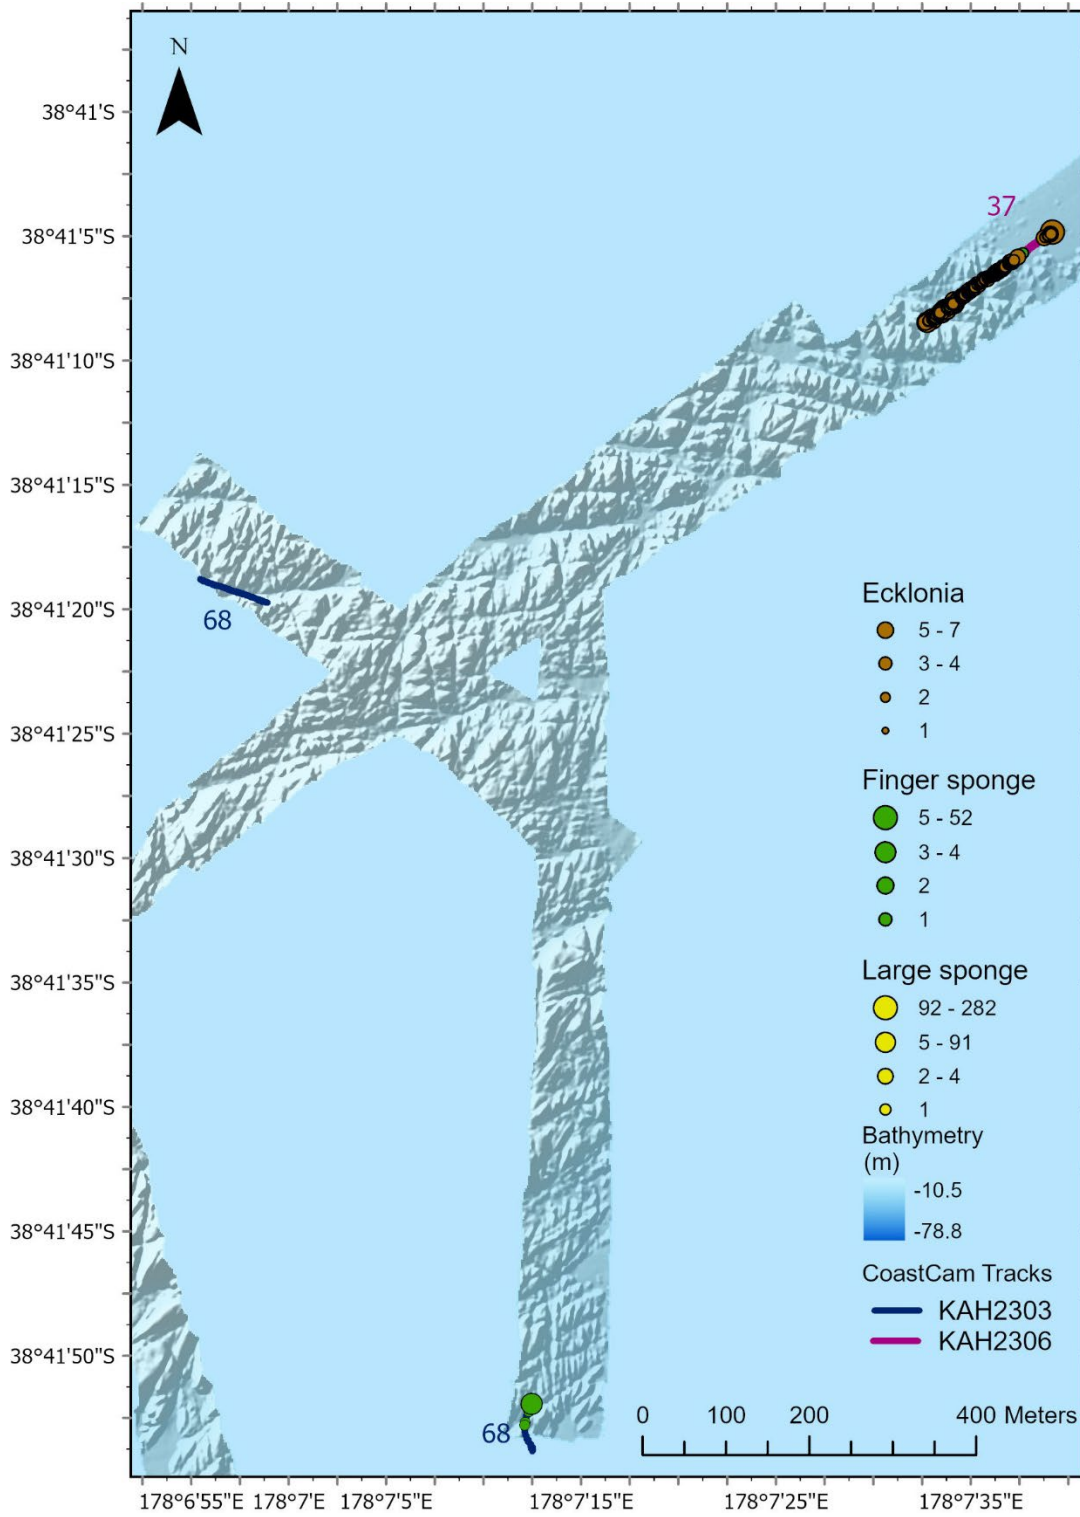 N
38°41'S
37
38°41'5"S
38°41'10"S
38°41'15"S
38°41'20"S
68
38°41'25"S
38°41'30"S
38°41'35"S
38°41'40"S
38°41'45"S
38°41'50"S
68
Ecklonia
5 - 7
3 - 4
2
1
Finger sponge
5 - 52
3 - 4
2
1
Large sponge
92 - 282
5 - 91
2 - 4
1
Bathymetry
(m)
-10.5
-78.8
CoastCam Tracks
KAH2303
KAH2306
0 100 200 400 Meters
178°6'55"E 178°7'E 178°7'5"E 178°7'15"E 178°7'25"E 178°7'35"E